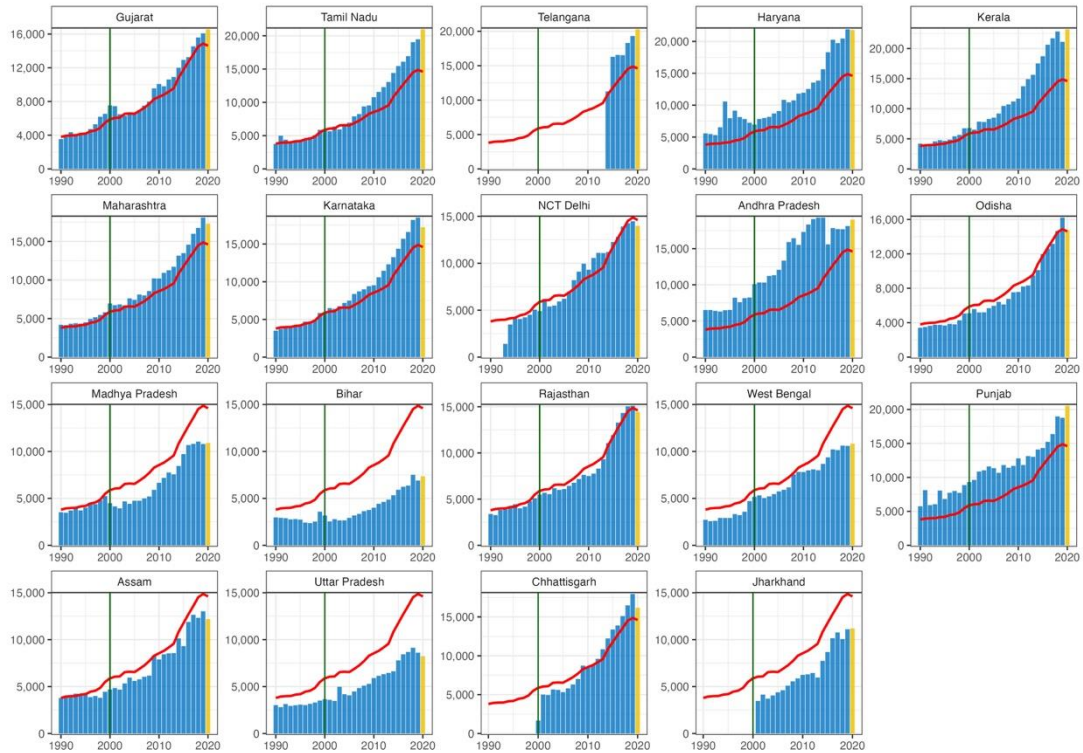 Gujarat
16,000
12,000
8,000
4,000
0
1990 2000 2010 2020
Tamil Nadu
20,000
15,000
10,000
5,000
0
1990 2000 2010 2020
Telangana
20,000
15,000
10,000
5,000
0
1990 2000 2010 2020
Haryana
20,000
15,000
10,000
5,000
0
1990 2000 2010 2020
Kerala
20,000
15,000
10,000
5,000
0
1990 2000 2010 2020
Maharashtra
15,000
10,000
5,000
0
1990 2000 2010 2020
Karnataka
15,000
10,000
5,000
0
1990 2000 2010 2020
NCT Delhi
15,000
10,000
5,000
0
1990 2000 2010 2020
Andhra Pradesh
15,000
10,000
5,000
0
1990 2000 2010 2020
Odisha
16,000
12,000
8,000
4,000
0
1990 2000 2010 2020
Madhya Pradesh
15,000
10,000
5,000
0
1990 2000 2010 2020
Bihar
15,000
10,000
5,000
0
1990 2000 2010 2020
Rajasthan
15,000
10,000
5,000
0
1990 2000 2010 2020
West Bengal
15,000
10,000
5,000
0
1990 2000 2010 2020
Punjab
20,000
15,000
10,000
5,000
0
1990 2000 2010 2020
Assam
15,000
10,000
5,000
0
1990 2000 2010 2020
Uttar Pradesh
15,000
10,000
5,000
0
1990 2000 2010 2020
Chhattisgarh
15,000
10,000
5,000
0
1990 2000 2010 2020
Jharkhand
15,000
10,000
5,000
0
1990 2000 2010 2020